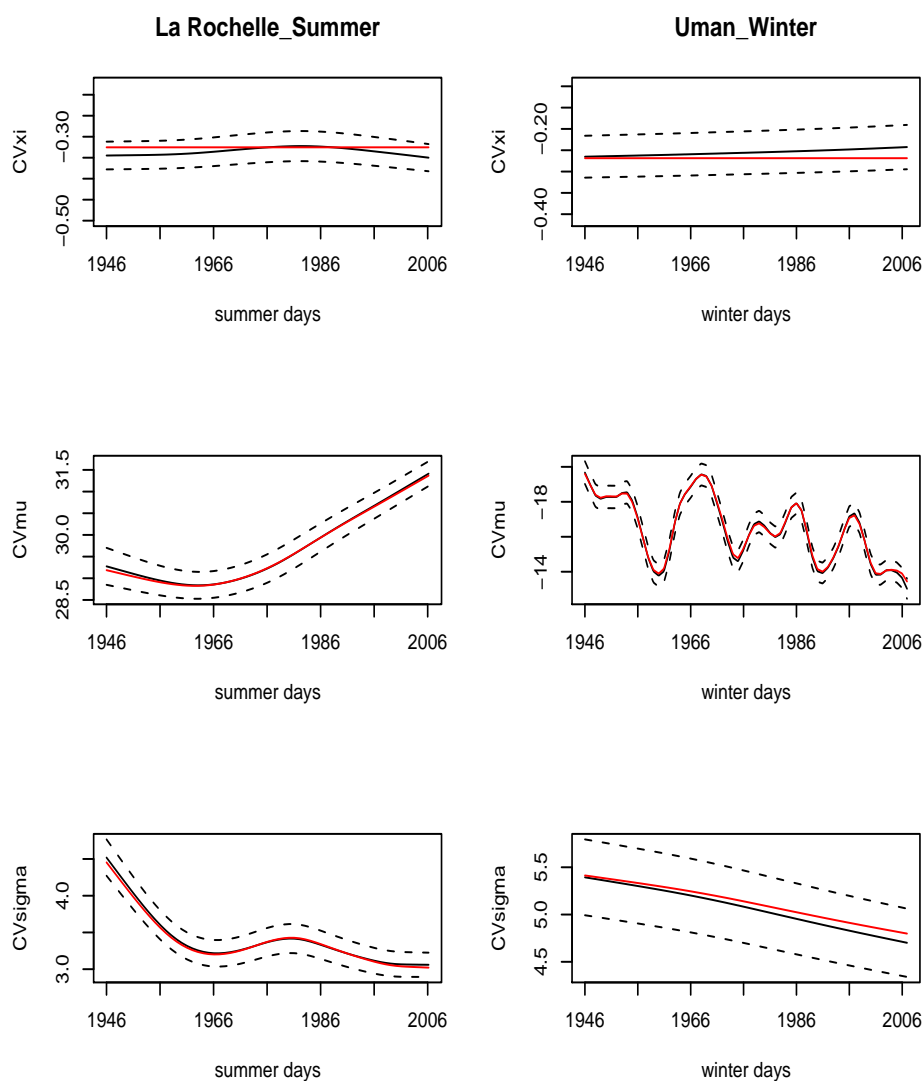 La Rochelle_Summer
Uman_Winter
CVxi
−0.30
−0.50
1946 1966 1986 2006
summer days
CVxi
−0.20
−0.40
1946 1966 1986 2006
winter days
CVmu
31.5
30.0
28.5
1946 1966 1986 2006
summer days
CVmu
−18
−14
1946 1966 1986 2006
winter days
CVsigma
4.0
3.0
1946 1966 1986 2006
summer days
CVsigma
5.5
5.0
4.5
1946 1966 1986 2006
winter days